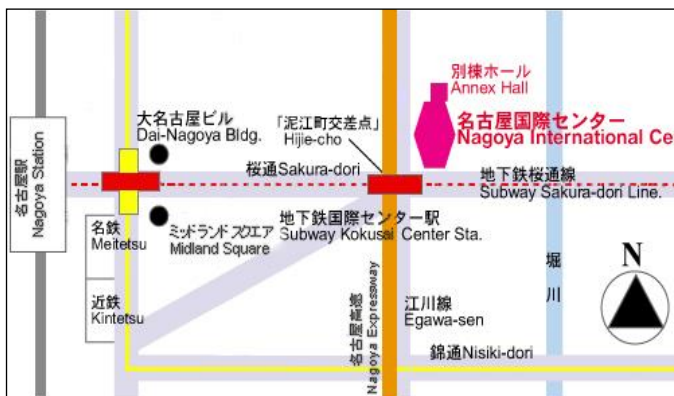 別棟ホール
Annex Hall
名古屋国際センター
Nagoya International Ce
大名古屋ビル
Dai-Nagoya Bldg.
「泥江町交差点」
Hijie-cho
桜通Sakura-dori
地下鉄桜通線
Subway Sakura-dori Line.
名古屋駅
Nagoya Station
名鉄
Meitetsu
ミッドランド スクエア
Midland Square
地下鉄国際センター駅
Subway Kokusai Center Sta.
近鉄
Kintetsu
名古屋高速
Nagoya Expressway
江川線
Egawa-sen
堀川
N
錦通Nisiki-dori